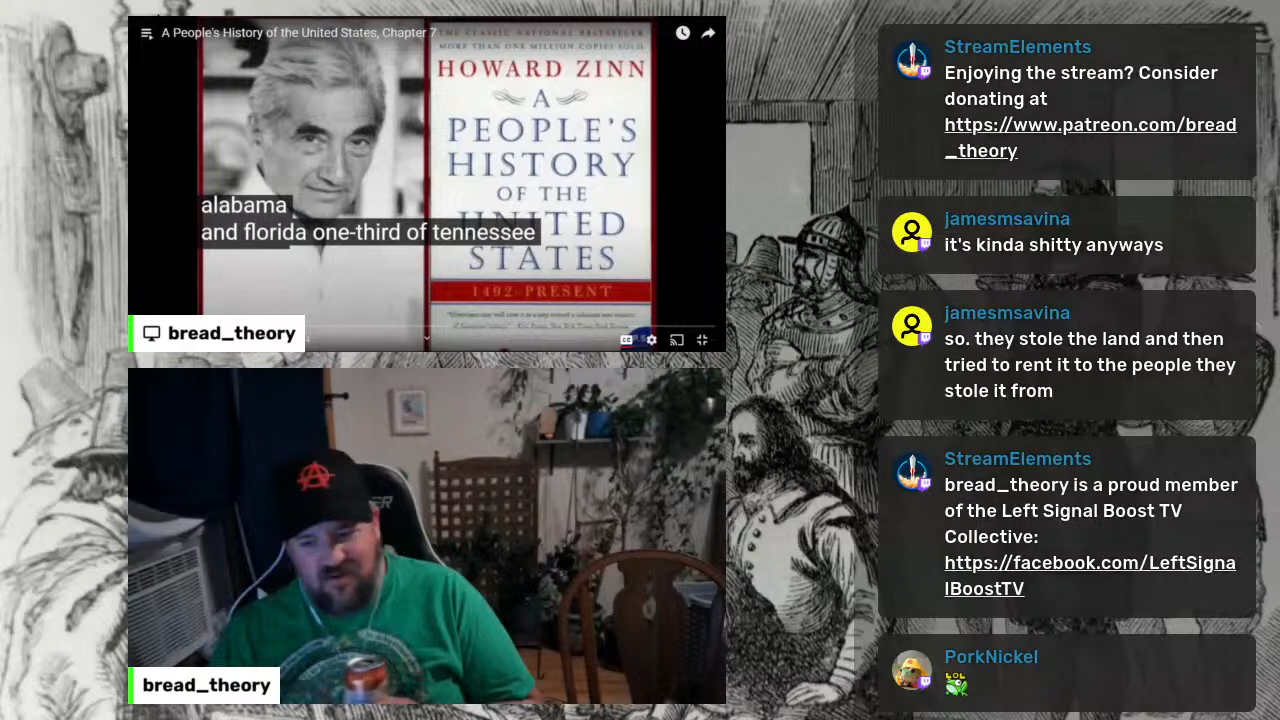 A People's History of the United States, Chapter 7
THE CLASSIC NATIONAL BESTSELLER
MORE THAN ONE MILLION COPIES SOLD
HOWARD ZINN
A
PEOPLE'S
HISTORY
OF THE
UNITED
STATES
1492–PRESENT
alabama
and florida one-third of tennessee
bread_theory
bread_theory
StreamElements
Enjoying the stream? Consider
donating at
https://www.patreon.com/bread
_theory
jamesmsavina
it's kinda shitty anyways
jamesmsavina
so. they stole the land and then
tried to rent it to the people they
stole it from
StreamElements
bread_theory is a proud member
of the Left Signal Boost TV
Collective:
https://facebook.com/LeftSigna
lBoostTV
PorkNickel
LOL